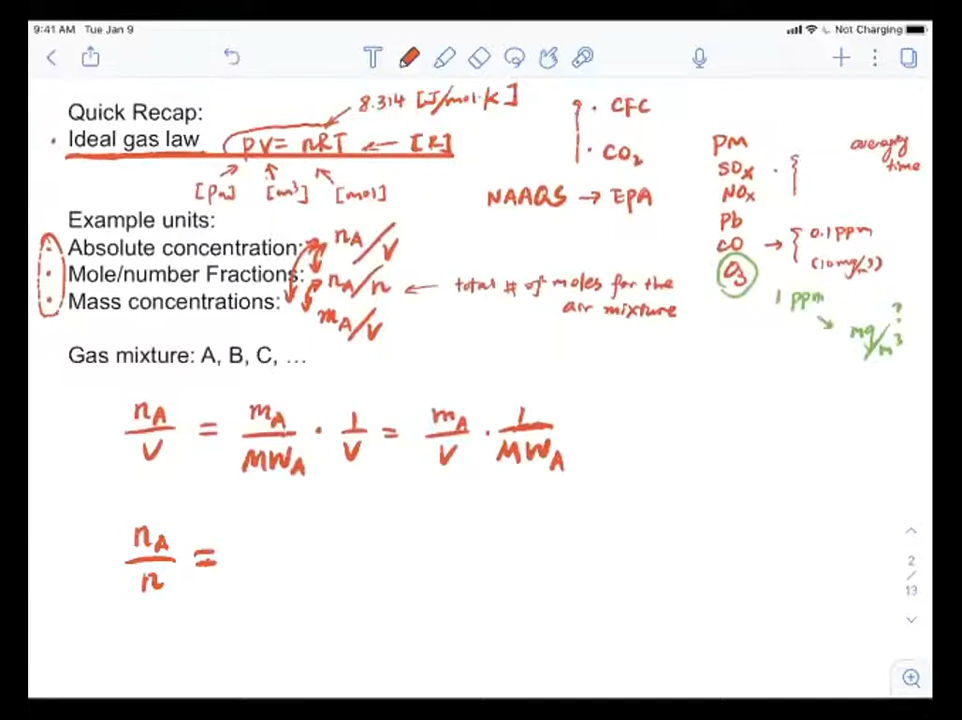 9:41 AM Tue Jan 9
Not Charging
Quick Recap:
8.314 [J/mol·K]
· Ideal gas law
PV = nRT ← [K]
[Pa] [m³] [mol]
· CFC
· CO₂
NAAQS → EPA
PM
SOx
NOx
Pb
CO → { 0.1 ppm
(10 mg/m³)
O₃
averaging time
1 ppm
→ mg/m³ ?
Example units:
· Absolute concentration: nA/V
· Mole/number Fractions: nA/n ← total # of moles for the
air mixture
· Mass concentrations: mA/V
Gas mixture: A, B, C, …
nA/V = mA/MWA · 1/V = mA/V · 1/MWA
nA/n =
2
/
13